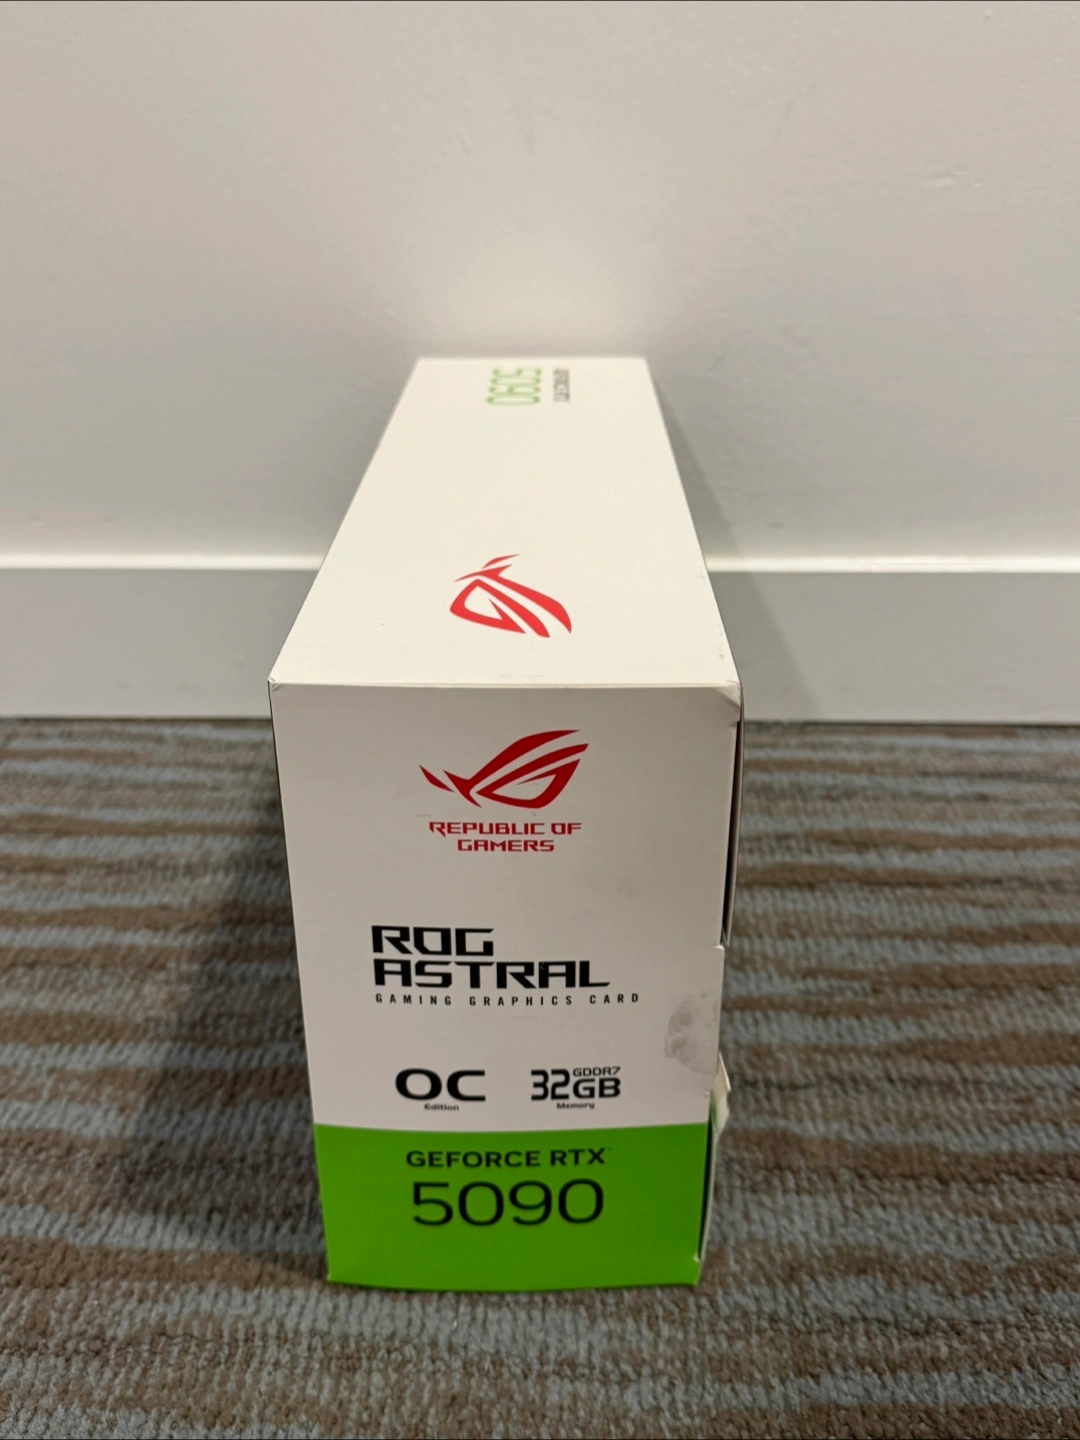 5090
REPUBLIC OF
GAMERS
ROG
ASTRAL
GAMING GRAPHICS CARD
OC
Edition
32GB
GDDR7
Memory
GEFORCE RTX
5090